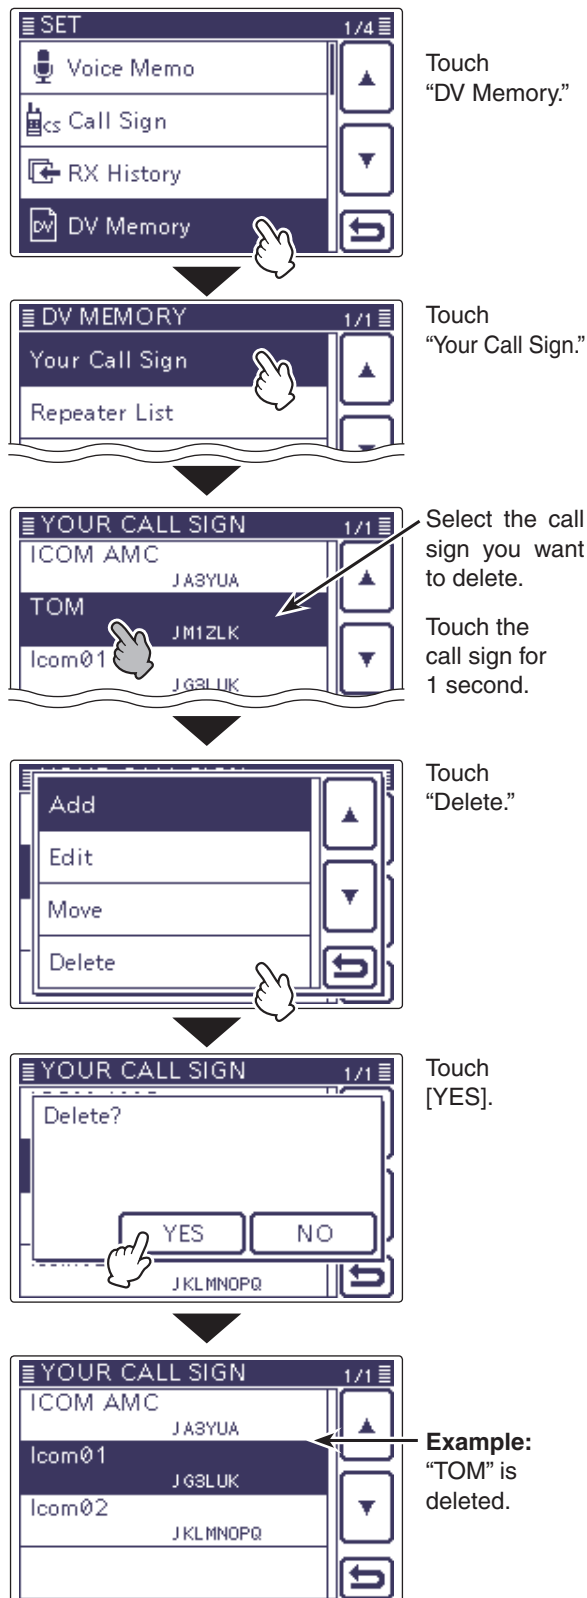 SET 1/4
Voice Memo
CS Call Sign
RX History
DV DV Memory
Touch
“DV Memory.”
DV MEMORY 1/1
Your Call Sign
Repeater List
Touch
“Your Call Sign.”
YOUR CALL SIGN 1/1
ICOM AMC
JA3YUA
TOM
JM1ZLK
Icom01
JG3LUK
Select the call
sign you want
to delete.
Touch the
call sign for
1 second.
Add
Edit
Move
Delete
Touch
“Delete.”
YOUR CALL SIGN 1/1
Delete?
YES NO
JKLMNOPQ
Touch
[YES].
YOUR CALL SIGN 1/1
ICOM AMC
JA3YUA
Icom01
JG3LUK
Icom02
JKLMNOPQ
Example:
“TOM” is
deleted.